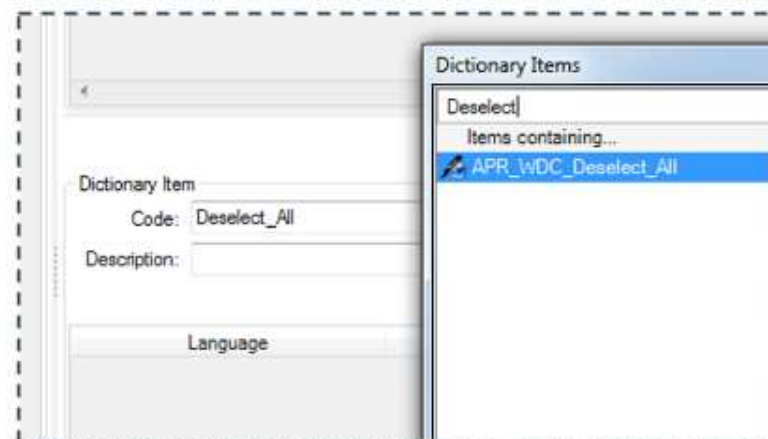 Dictionary Items
Deselect
Items containing...
APR_WDC_Deselect_All
Dictionary Item
Code: Deselect_All
Description:
Language